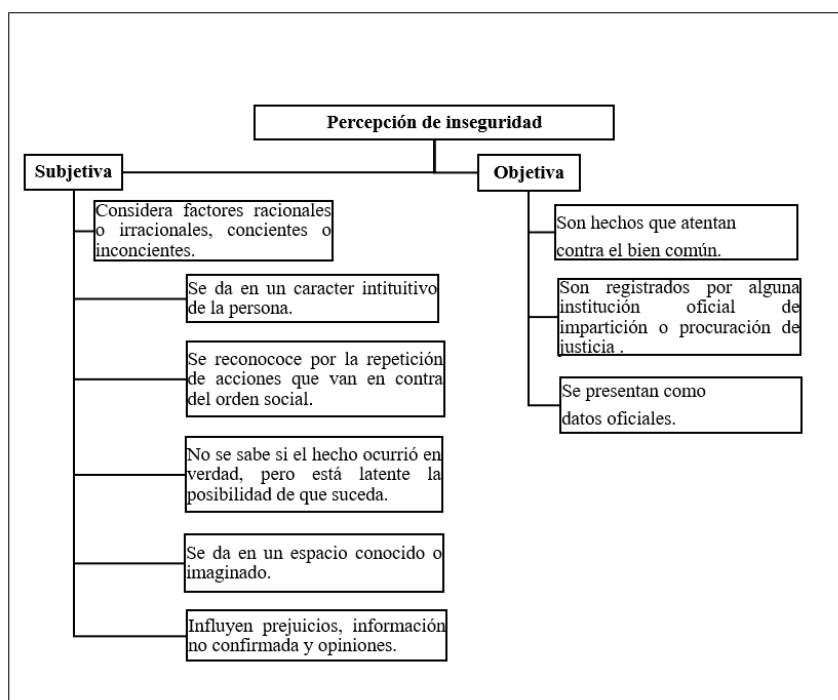 Percepción de inseguridad
Subjetiva
Considera factores racionales
o irracionales, concientes o
inconcientes.
Se da en un caracter intituitivo
de la persona.
Se reconococe por la repetición
de acciones que van en contra
del orden social.
No se sabe si el hecho ocurrió en
verdad, pero está latente la
posibilidad de que suceda.
Se da en un espacio conocido o
imaginado.
Influyen prejuicios, información
no confirmada y opiniones.
Objetiva
Son hechos que atentan
contra el bien común.
Son registrados por alguna
institución oficial de
impartición o procuración de
justicia .
Se presentan como
datos oficiales.